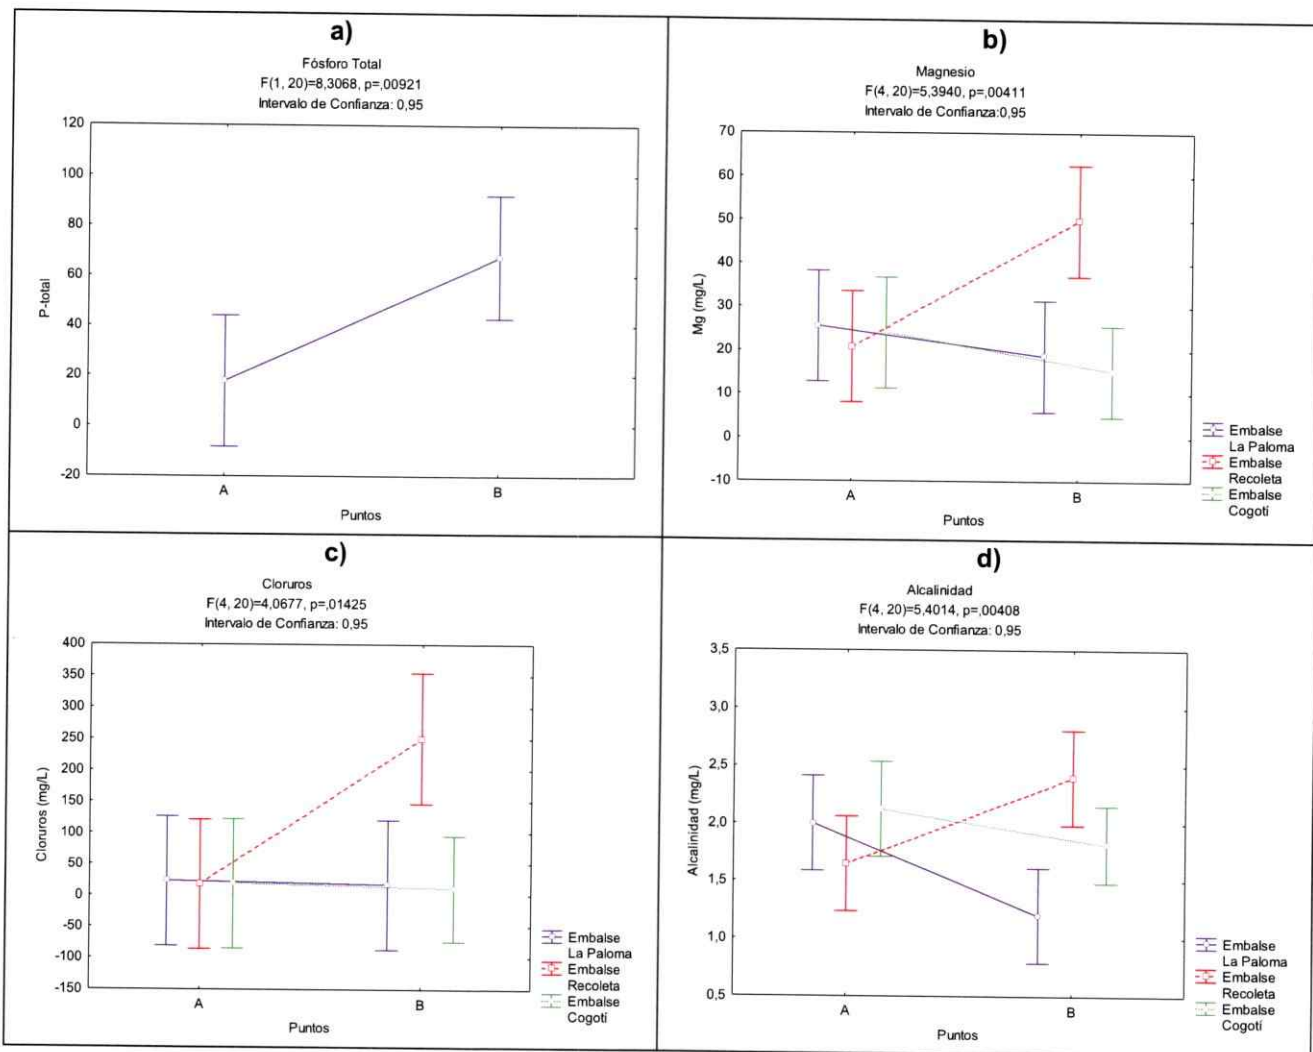 a)
Fósforo Total
F(1, 20)=8,3068, p=,00921
Intervalo de Confianza: 0,95
120
100
80
60
40
20
0
-20
P-total
A
B
Puntos
b)
Magnesio
F(4, 20)=5,3940, p=,00411
Intervalo de Confianza:0,95
70
60
50
40
30
20
10
0
-10
Mg (mg/L)
A
B
Puntos
Embalse
La Paloma
Embalse
Recoleta
Embalse
Cogotí
c)
Cloruros
F(4, 20)=4,0677, p=,01425
Intervalo de Confianza: 0,95
400
350
300
250
200
150
100
50
0
-50
-100
-150
Cloruros (mg/L)
A
B
Puntos
Embalse
La Paloma
Embalse
Recoleta
Embalse
Cogotí
d)
Alcalinidad
F(4, 20)=5,4014, p=,00408
Intervalo de Confianza: 0,95
3,5
3,0
2,5
2,0
1,5
1,0
0,5
Alcalinidad (mg/L)
A
B
Puntos
Embalse
La Paloma
Embalse
Recoleta
Embalse
Cogotí